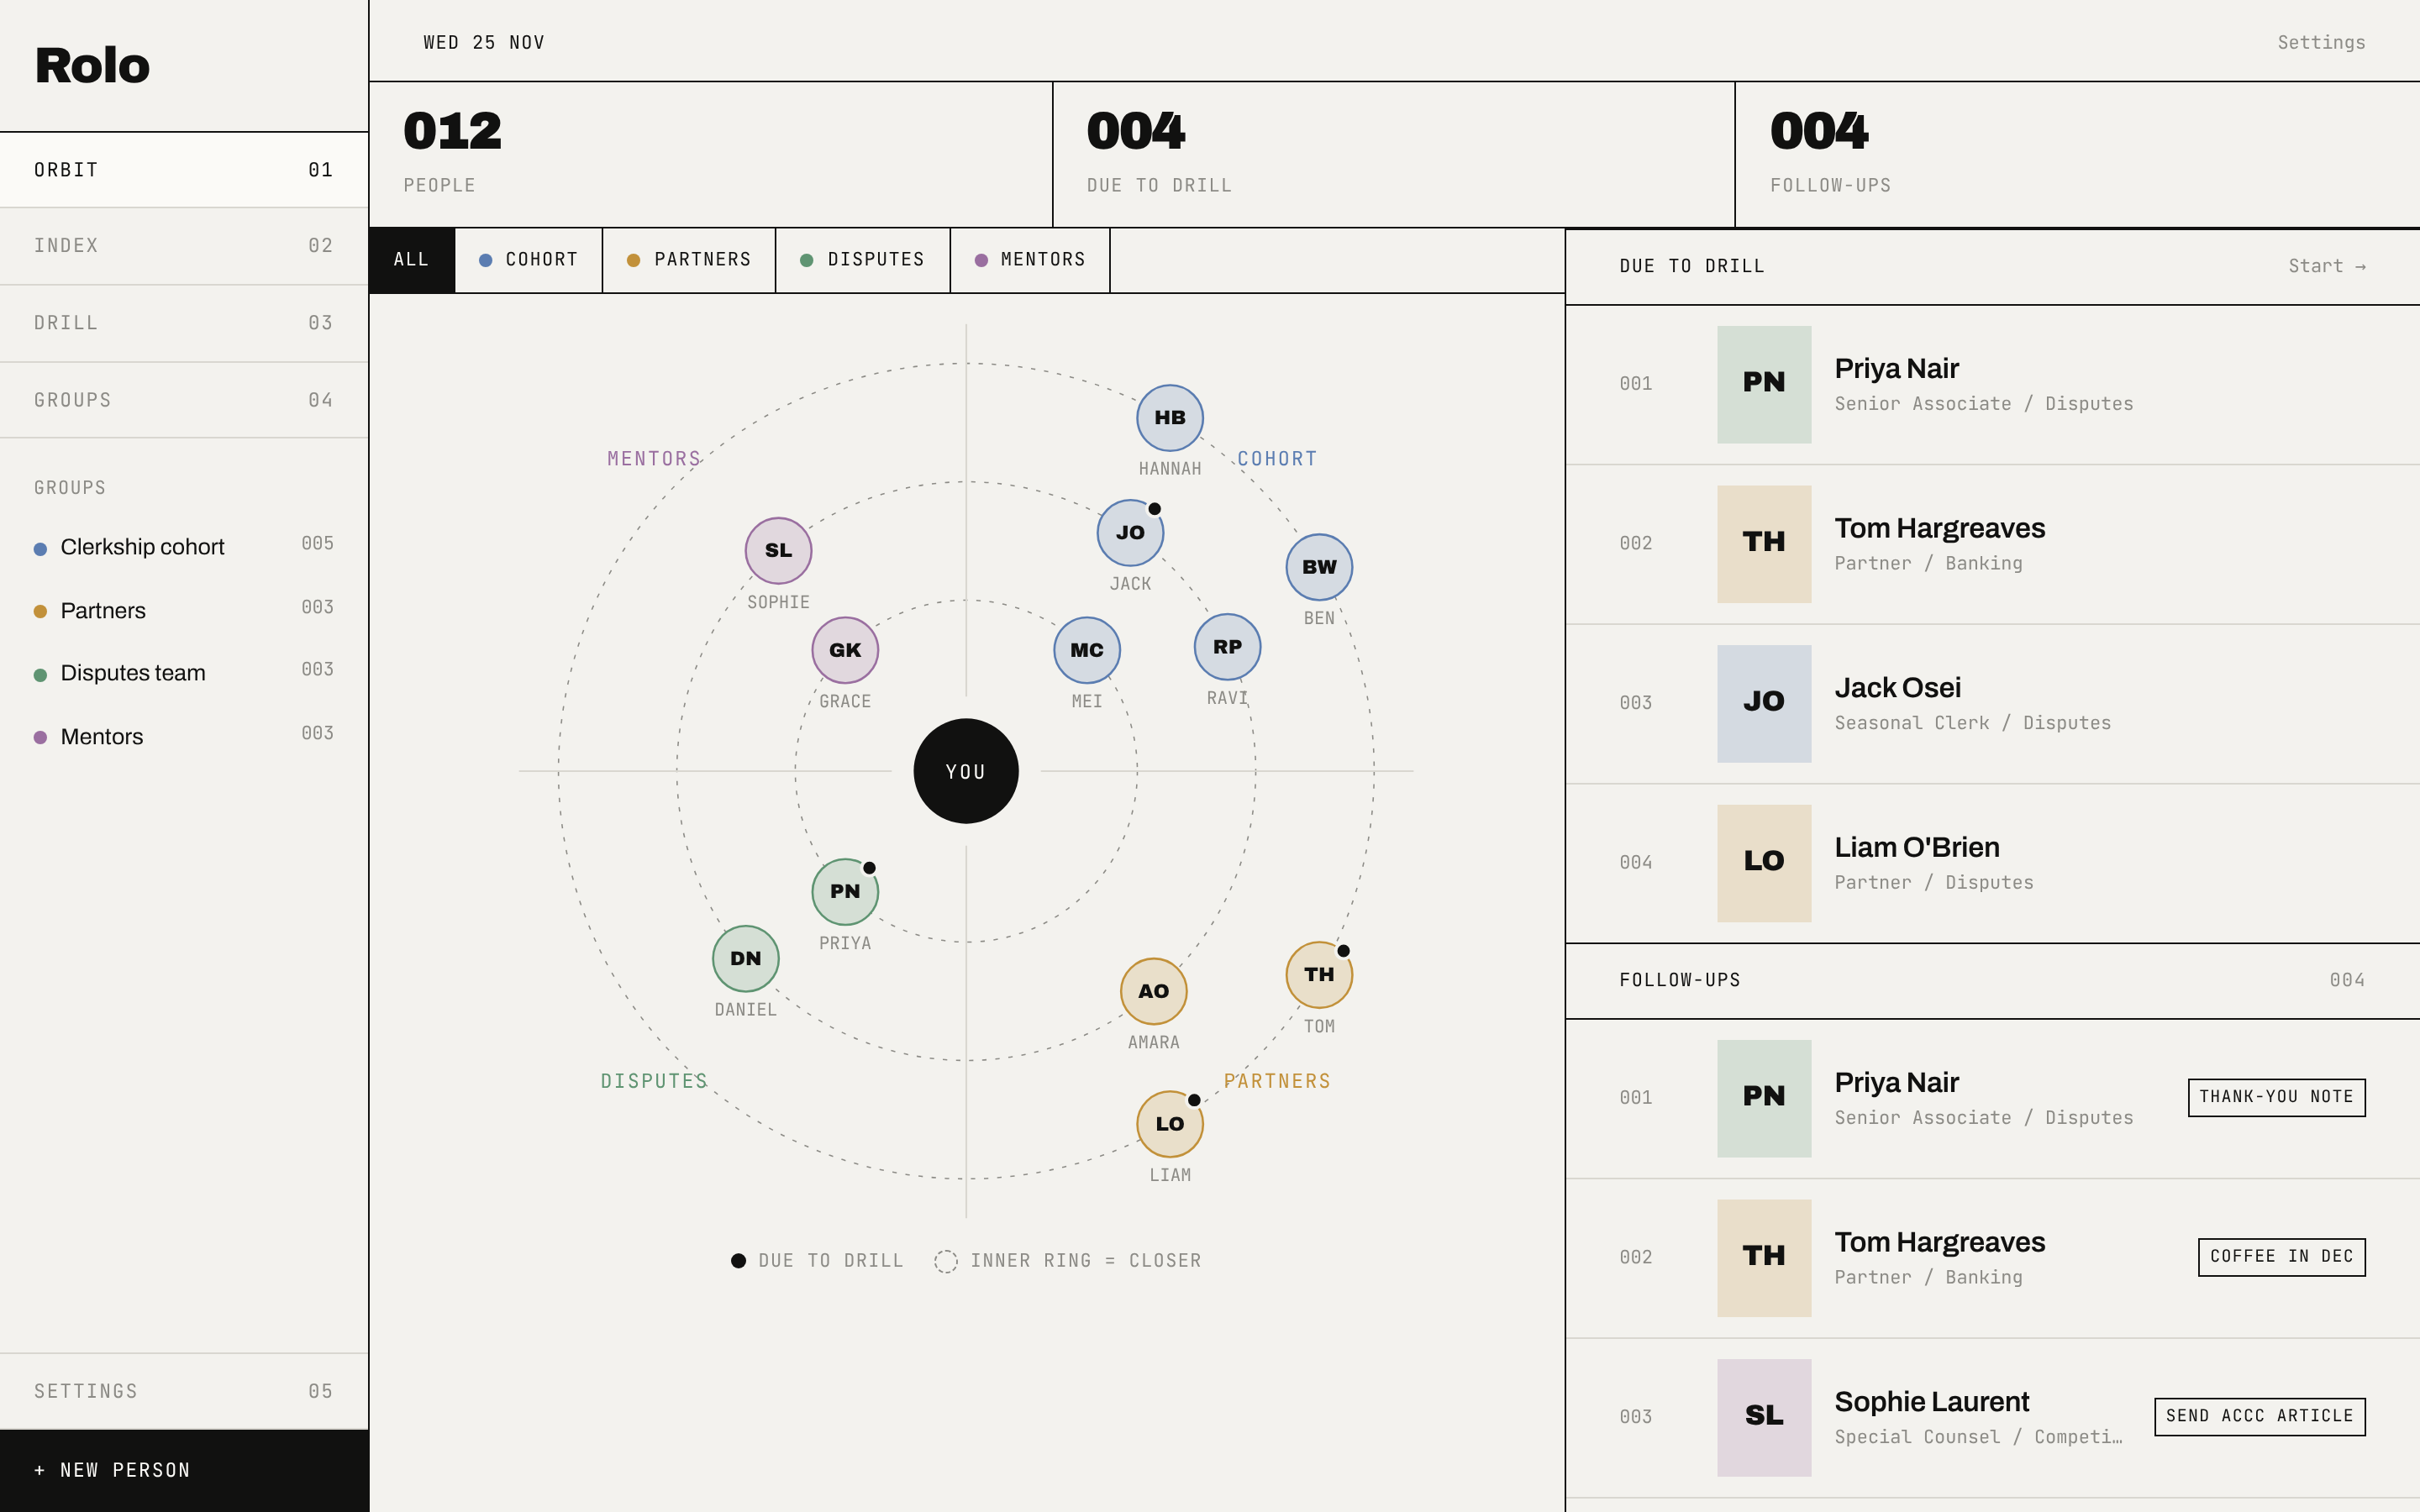 Rolo
ORBIT 01
INDEX 02
DRILL 03
GROUPS 04
GROUPS
Clerkship cohort 005
Partners 003
Disputes team 003
Mentors 003
SETTINGS 05
+ NEW PERSON
WED 25 NOV
Settings
012
PEOPLE
004
DUE TO DRILL
004
FOLLOW-UPS
ALL
COHORT
PARTNERS
DISPUTES
MENTORS
HB
HANNAH
MENTORS
COHORT
JO
JACK
SL
SOPHIE
BW
BEN
GK
GRACE
MC
MEI
RP
RAVI
YOU
PN
PRIYA
DN
DANIEL
AO
AMARA
TH
TOM
DISPUTES
PARTNERS
LO
LIAM
DUE TO DRILL
INNER RING = CLOSER
DUE TO DRILL
Start →
001
PN
Priya Nair
Senior Associate / Disputes
002
TH
Tom Hargreaves
Partner / Banking
003
JO
Jack Osei
Seasonal Clerk / Disputes
004
LO
Liam O'Brien
Partner / Disputes
FOLLOW-UPS
004
001
PN
Priya Nair
Senior Associate / Disputes
THANK-YOU NOTE
002
TH
Tom Hargreaves
Partner / Banking
COFFEE IN DEC
003
SL
Sophie Laurent
Special Counsel / Competi…
SEND ACCC ARTICLE